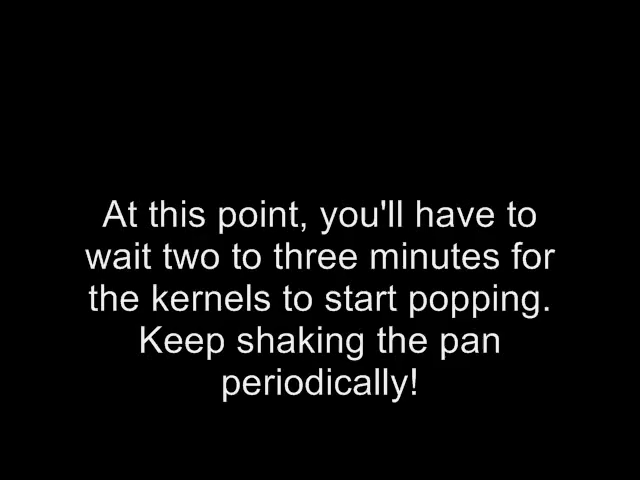 At this point, you'll have to
wait two to three minutes for
the kernels to start popping.
Keep shaking the pan
periodically!